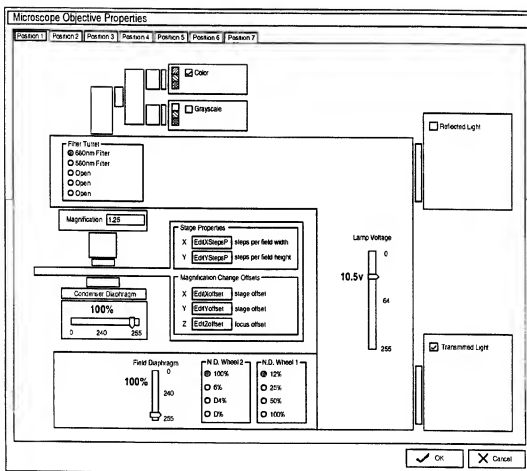 Microscope Objective Properties
Position 1 Position 2 Position 3 Position 4 Position 5 Position 6 Position 7
Color
Grayscale
Reflected Light
Filter Turret
660nm Filter
560nm Filter
Open
Open
Open
Magnification 1.25
Stage Properties
X EditXStepsP steps per field width
Y EditYStepsP steps per field height
Lamp Voltage
0
10.5v
64
255
Magnification Change Offsets
X EditXoffset stage offset
Y EditYoffset stage offset
Z EditZoffset focus offset
Condenser Diaphragm
100%
0 240 255
Transmitted Light
Field Diaphragm
100%
0
240
255
N.D. Wheel 2
100%
6%
D4%
D%
N.D. Wheel 1
12%
25%
50%
100%
OK
Cancel